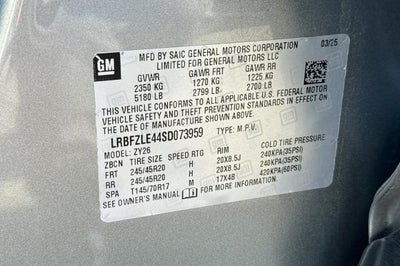 GM
MFD BY SAIC GENERAL MOTORS CORPORATION 03/25
LIMITED FOR GENERAL MOTORS LLC
GVWR GAWR FRT GAWR RR
2350 KG 1270 KG 1225 KG
5180 LB 2799 LB 2700 LB
THIS VEHICLE CONFORMS TO ALL APPLICABLE U.S. FEDERAL MOTOR
VEHICLE SAFETY AND THEFT PREVENTION STANDARDS IN EFFECT ON
THE DATE OF MANUFACTURE SHOWN ABOVE.
LRBFZLE44SD073959 TYPE: M.P.V.
MODEL: ZY26
ZBCN TIRE SIZE SPEED RTG RIM COLD TIRE PRESSURE
FRT 245/45R20 H 20X8.5J 240KPA(35PSI)
RR 245/45R20 H 20X8.5J 240KPA(35PSI)
SPA T145/70R17 M 17X4B 420KPA(60PSI)
SEE OWNER'S MANUAL FOR ADDITIONAL INFORMATION.